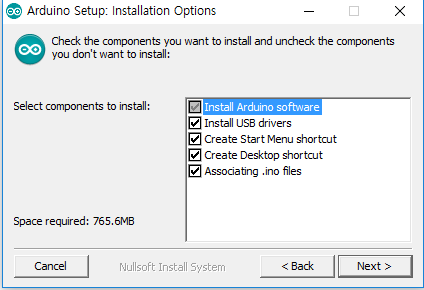 Arduino Setup: Installation Options
Check the components you want to install and uncheck the components
you don't want to install:
Select components to install:
Install Arduino software
Install USB drivers
Create Start Menu shortcut
Create Desktop shortcut
Associating .ino files
Space required: 765.6MB
Cancel
Nullsoft Install System
< Back
Next >